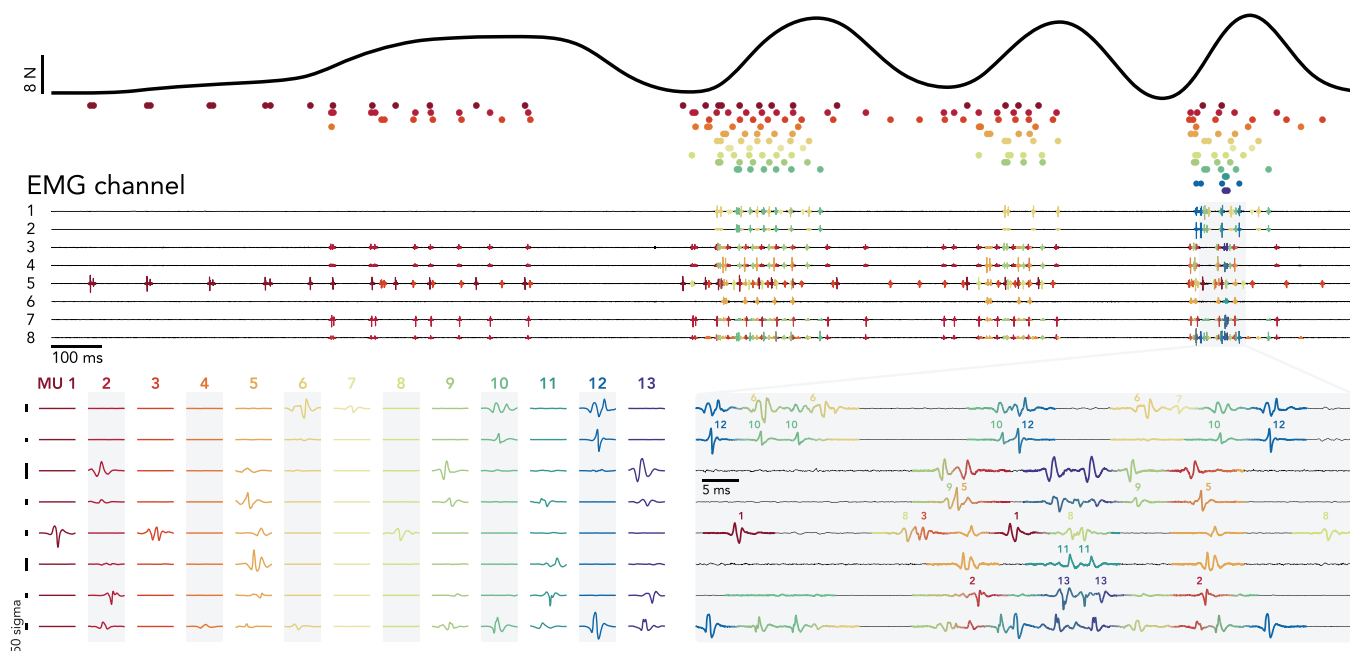 8 N
EMG channel
1
2
3
4
5
6
7
8
100 ms
MU 1 2 3 4 5 6 7 8 9 10 11 12 13
50 sigma
6 6 6 7
12 10 10 10 12 10 12
5 ms
9 5 9 5
1 8 3 1 8 8
11 11
2 13 13 2